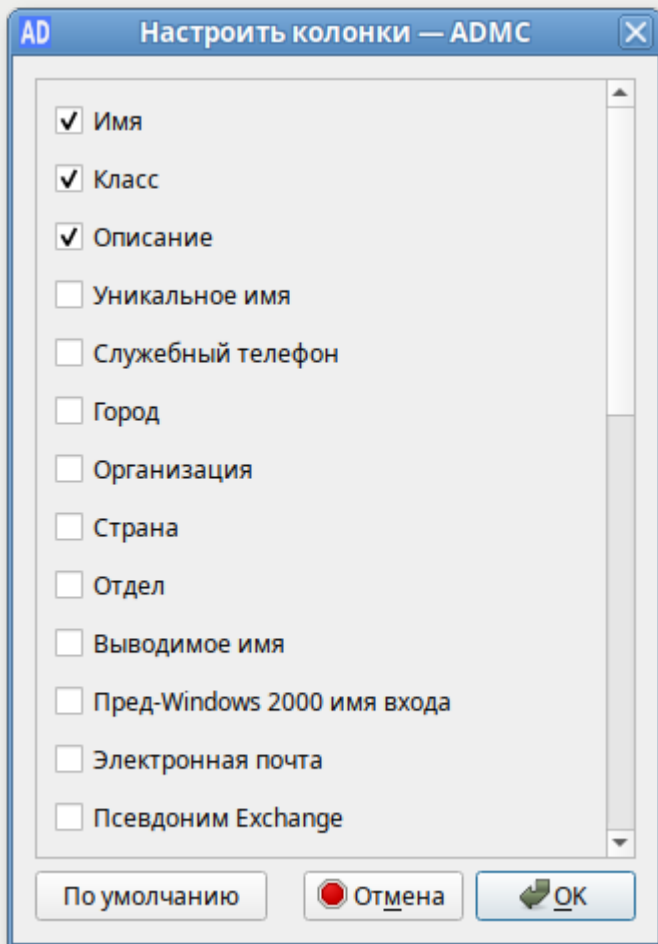 AD Настроить колонки — ADMC
Имя
Класс
Описание
Уникальное имя
Служебный телефон
Город
Организация
Страна
Отдел
Выводимое имя
Пред-Windows 2000 имя входа
Электронная почта
Псевдоним Exchange
По умолчанию Отмена OK